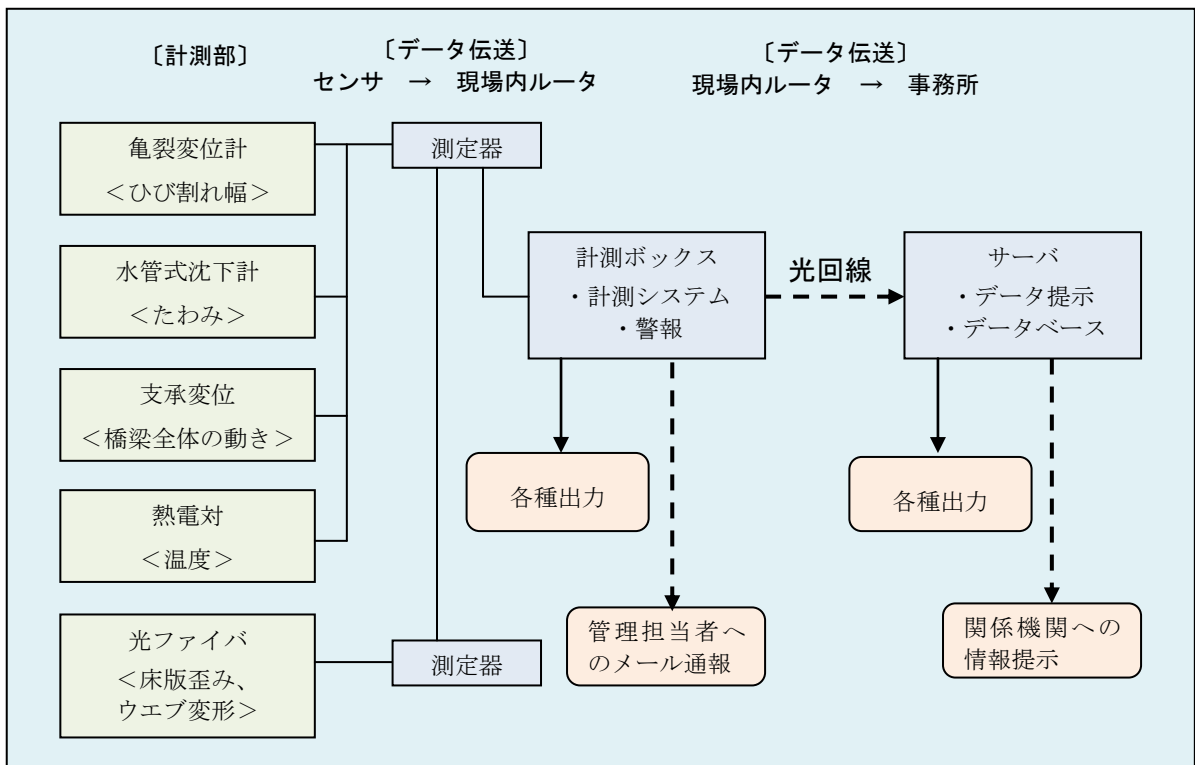 〔計測部〕
〔データ伝送〕
センサ → 現場内ルータ
〔データ伝送〕
現場内ルータ → 事務所
亀裂変位計
＜ひび割れ幅＞
測定器
水管式沈下計
＜たわみ＞
計測ボックス
・計測システム
・警報
光回線
サーバ
・データ提示
・データベース
支承変位
＜橋梁全体の動き＞
各種出力
各種出力
熱電対
＜温度＞
光ファイバ
＜床版歪み、
ウエブ変形＞
測定器
管理担当者へ
のメール通報
関係機関への
情報提示